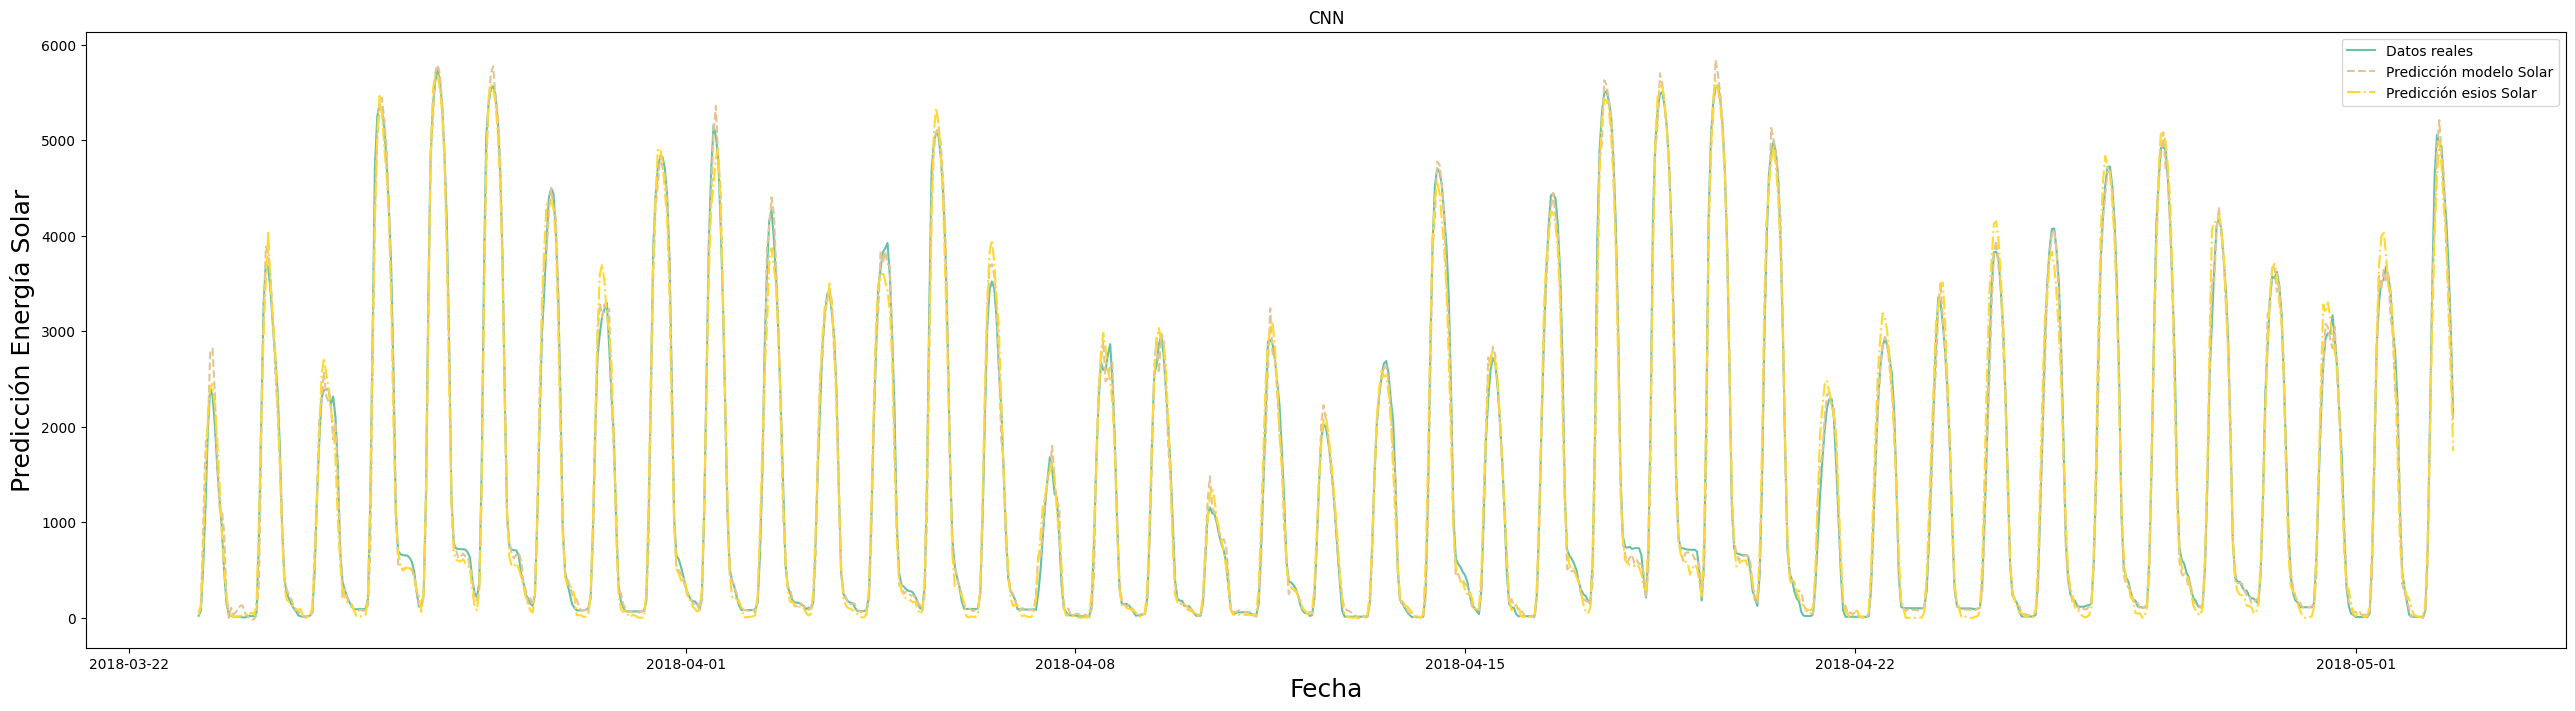 CNN
Predicción Energía Solar
6000
5000
4000
3000
2000
1000
0
Datos reales
Predicción modelo Solar
Predicción esios Solar
2018-03-22
2018-04-01
2018-04-08
2018-04-15
2018-04-22
2018-05-01
Fecha